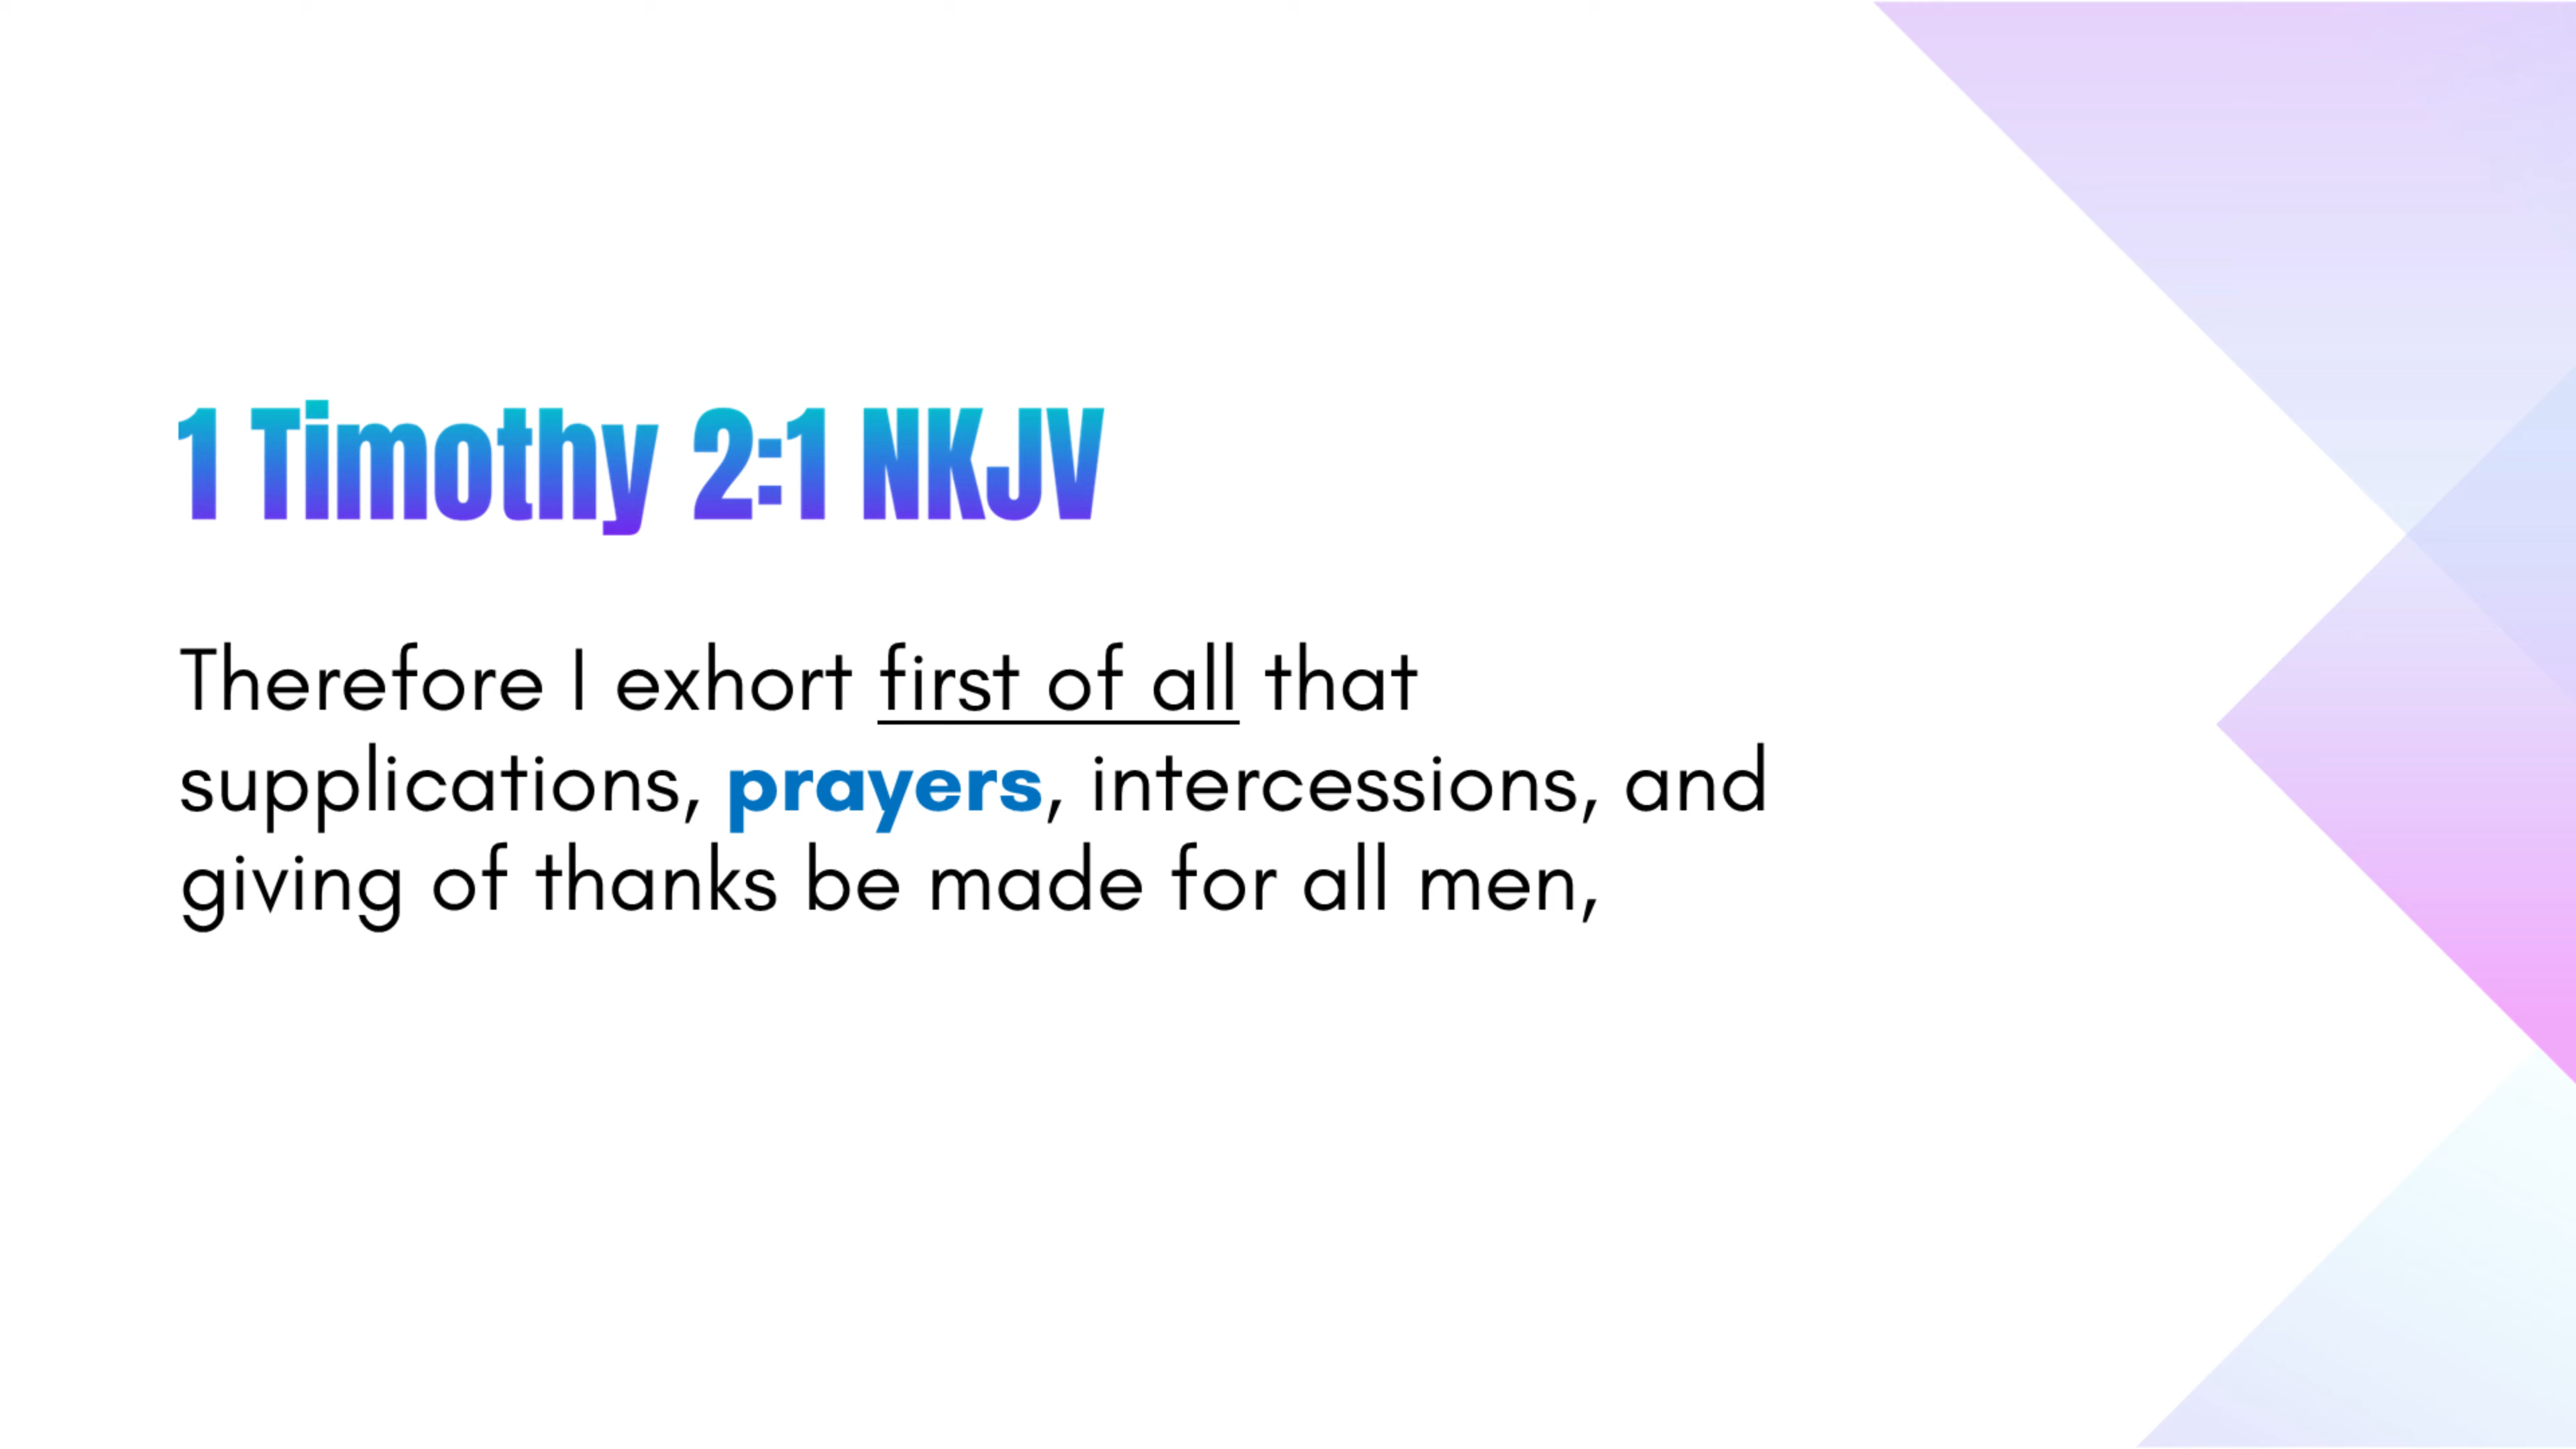 1 Timothy 2:1 NKJV
Therefore I exhort first of all that
supplications, prayers, intercessions, and
giving of thanks be made for all men,